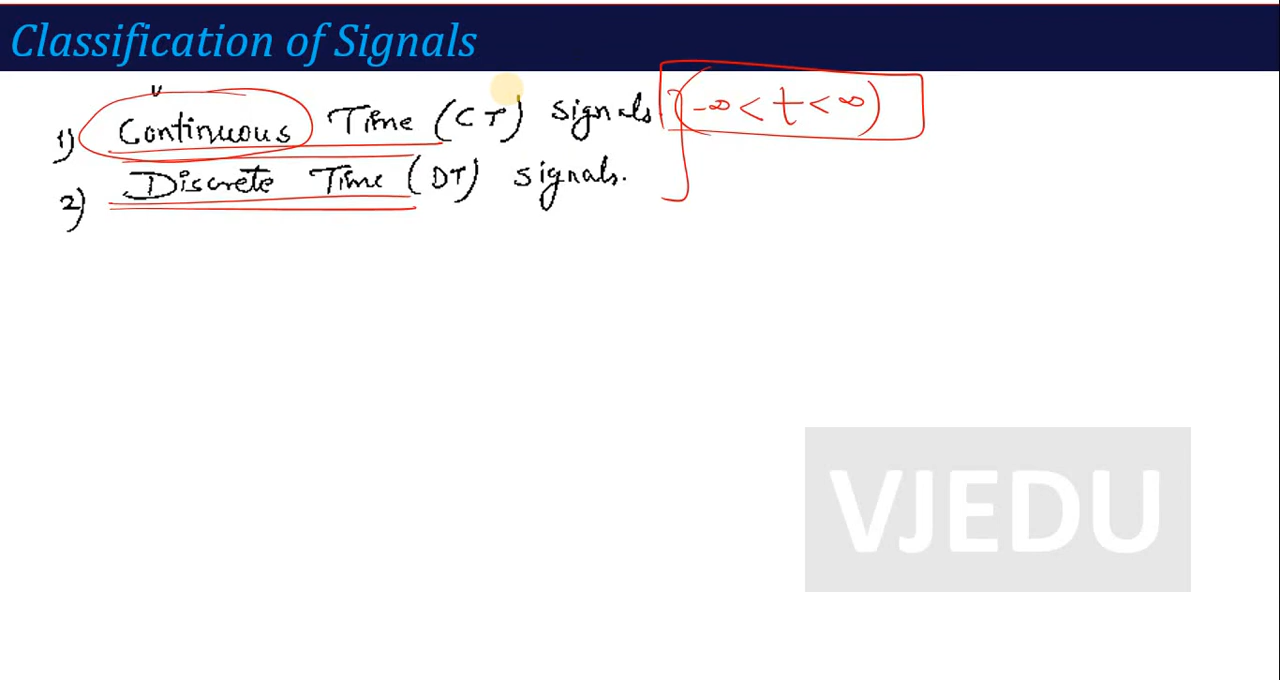 Classification of Signals
1) Continuous Time (CT) signals (-∞ < t < ∞)
2) Discrete Time (DT) signals.
VJEDU